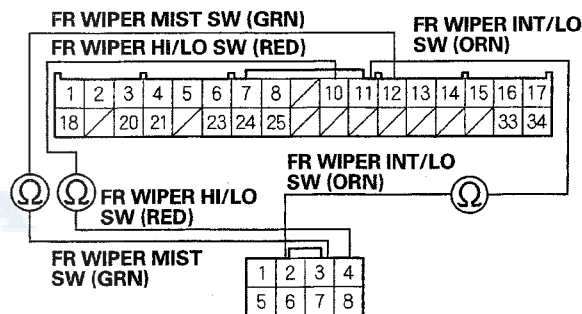 FR WIPER MIST SW (GRN)
FR WIPER HI/LO SW (RED)
FR WIPER INT/LO
SW (ORN)
1 2 3 4 5 6 7 8 10 11 12 13 14 15 16 17
18 20 21 23 24 25 33 34
FR WIPER INT/LO
SW (ORN)
Ω Ω Ω
FR WIPER HI/LO
SW (RED)
FR WIPER MIST
SW (GRN)
1 2 3 4
5 6 7 8